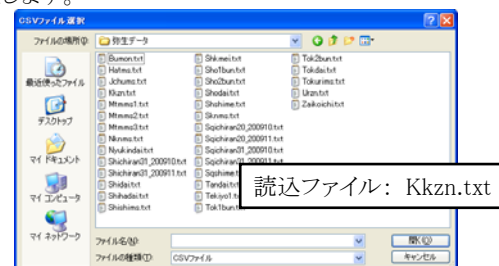 します。
CSVファイル選択
ファイルの場所(I):
弥生データ
最近使ったファイル
デスクトップ
マイ ドキュメント
マイ コンピュータ
マイ ネットワーク
Bumon.txt
Hatms.txt
Jchums.txt
Kkzn.txt
Mtmms1.txt
Mtmms2.txt
Mtmms3.txt
Nknms.txt
Nyukindai.txt
Shichiran31_200910.txt
Shichiran31_200911.txt
Shidai.txt
Shihadai.txt
Shishime.txt
Shkmei.txt
Sho1bun.txt
Sho2bun.txt
Shodai.txt
Shohime.txt
Sknms.txt
Sqichiran20_200910.txt
Sqichiran20_200911.txt
Sqichiran31_200910.txt
Sqichiran31_200911.txt
Sqshime.txt
Tandai.txt
Tekiyo1.txt
Tok1bun.txt
Tok2bun.txt
Tokdai.txt
Tokurims.txt
Urzn.txt
Zaikoichi.txt
読込ファイル: Kkzn.txt
ファイル名(N):
開く(O)
ファイルの種類(T):
CSVファイル
キャンセル